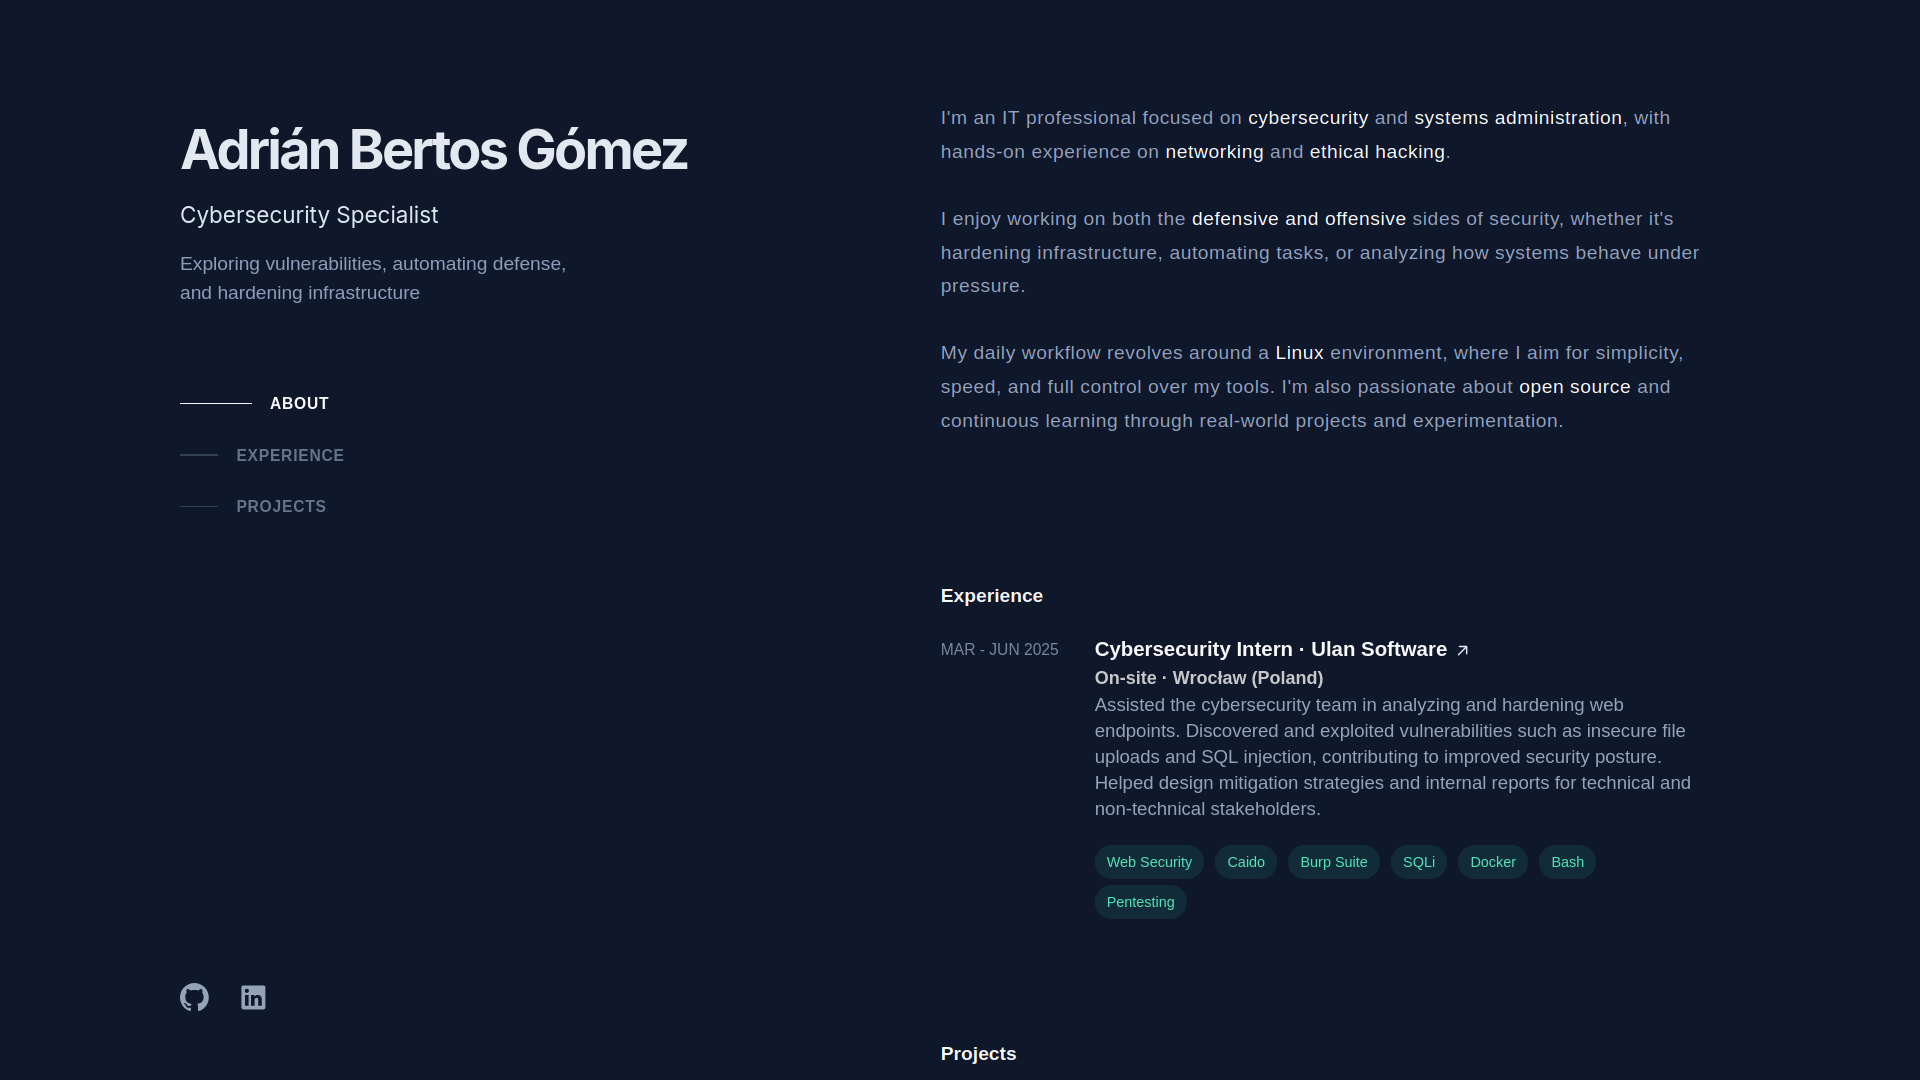 Adrián Bertos Gómez
Cybersecurity Specialist
Exploring vulnerabilities, automating defense,
and hardening infrastructure
ABOUT
EXPERIENCE
PROJECTS
I'm an IT professional focused on cybersecurity and systems administration, with
hands-on experience on networking and ethical hacking.
I enjoy working on both the defensive and offensive sides of security, whether it's
hardening infrastructure, automating tasks, or analyzing how systems behave under
pressure.
My daily workflow revolves around a Linux environment, where I aim for simplicity,
speed, and full control over my tools. I'm also passionate about open source and
continuous learning through real-world projects and experimentation.
Experience
MAR - JUN 2025
Cybersecurity Intern · Ulan Software
On-site · Wrocław (Poland)
Assisted the cybersecurity team in analyzing and hardening web
endpoints. Discovered and exploited vulnerabilities such as insecure file
uploads and SQL injection, contributing to improved security posture.
Helped design mitigation strategies and internal reports for technical and
non-technical stakeholders.
Web Security Caido Burp Suite SQLi Docker Bash
Pentesting
Projects